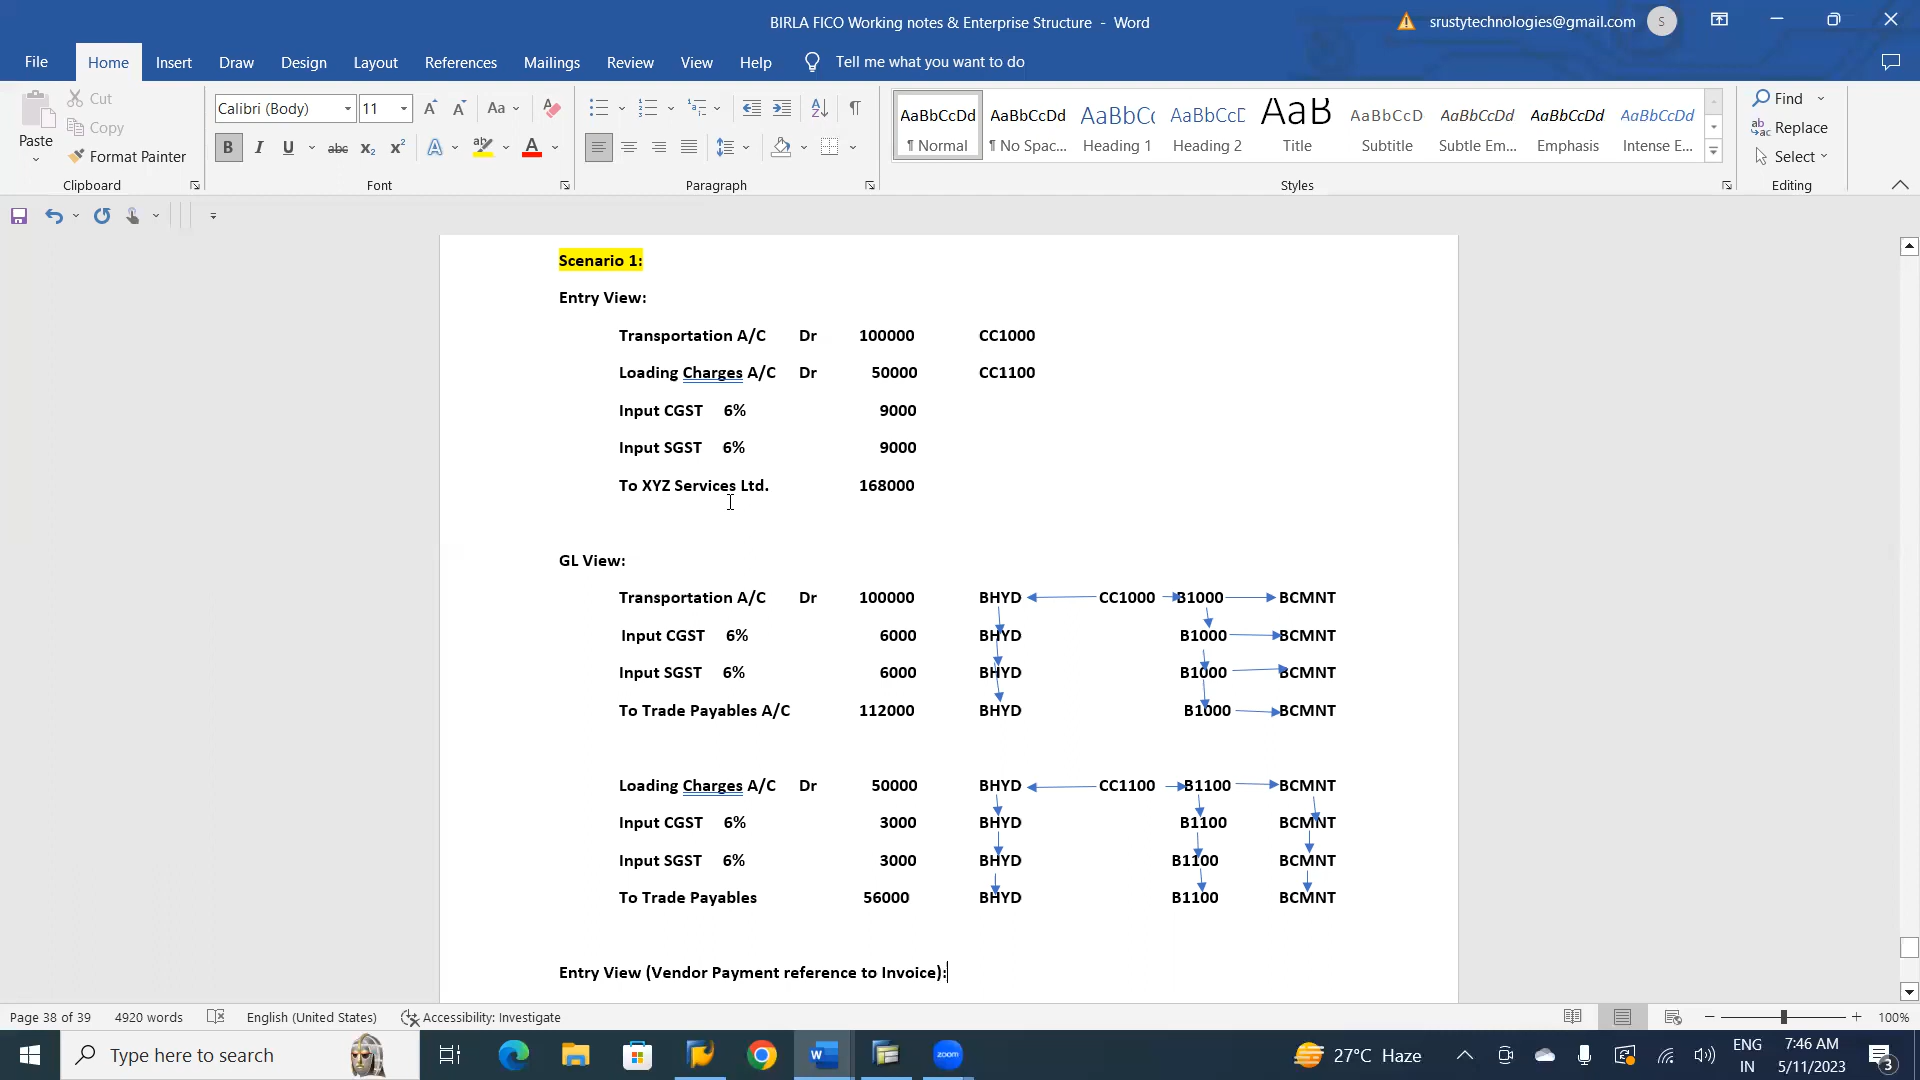 BIRLA FICO Working notes & Enterprise Structure - Word
srustytechnologies@gmail.com S
File Home Insert Draw Design Layout References Mailings Review View Help Tell me what you want to do
Cut
Copy
Format Painter
Paste
Clipboard
Calibri (Body) 11 Aa
B I U abc x₂ x² A A
Font
Paragraph
AaBbCcDd AaBbCcDd AaBbCc AaBbCcC AaB AaBbCcD AaBbCcDd AaBbCcDd AaBbCcDd
¶ Normal ¶ No Spac... Heading 1 Heading 2 Title Subtitle Subtle Em... Emphasis Intense E...
Styles
Find
Replace
Select
Editing
Scenario 1:
Entry View:
Transportation A/C Dr 100000 CC1000
Loading Charges A/C Dr 50000 CC1100
Input CGST 6% 9000
Input SGST 6% 9000
To XYZ Services Ltd. 168000
GL View:
Transportation A/C Dr 100000 BHYD CC1000 B1000 BCMNT
Input CGST 6% 6000 BHYD B1000 BCMNT
Input SGST 6% 6000 BHYD B1000 BCMNT
To Trade Payables A/C 112000 BHYD B1000 BCMNT
Loading Charges A/C Dr 50000 BHYD CC1100 B1100 BCMNT
Input CGST 6% 3000 BHYD B1100 BCMNT
Input SGST 6% 3000 BHYD B1100 BCMNT
To Trade Payables 56000 BHYD B1100 BCMNT
Entry View (Vendor Payment reference to Invoice):
Page 38 of 39 4920 words English (United States) Accessibility: Investigate 100%
Type here to search
zoom
27°C Haze
ENG
IN
7:46 AM
5/11/2023
3